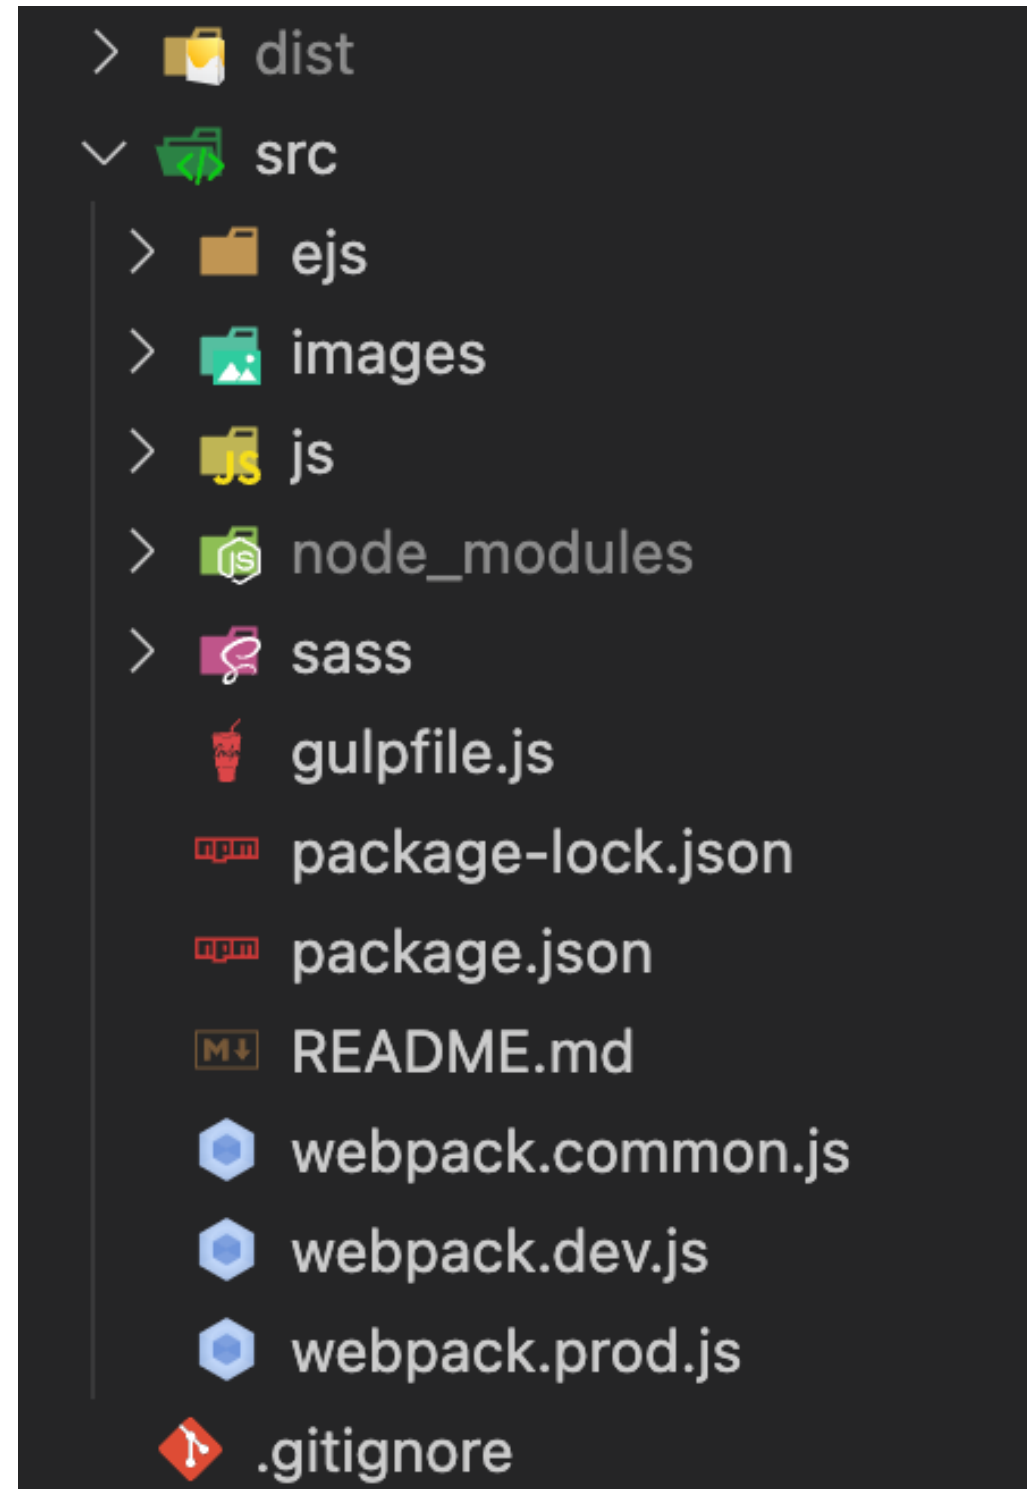 dist
src
ejs
images
js
node_modules
sass
gulpfile.js
package-lock.json
package.json
README.md
webpack.common.js
webpack.dev.js
webpack.prod.js
.gitignore